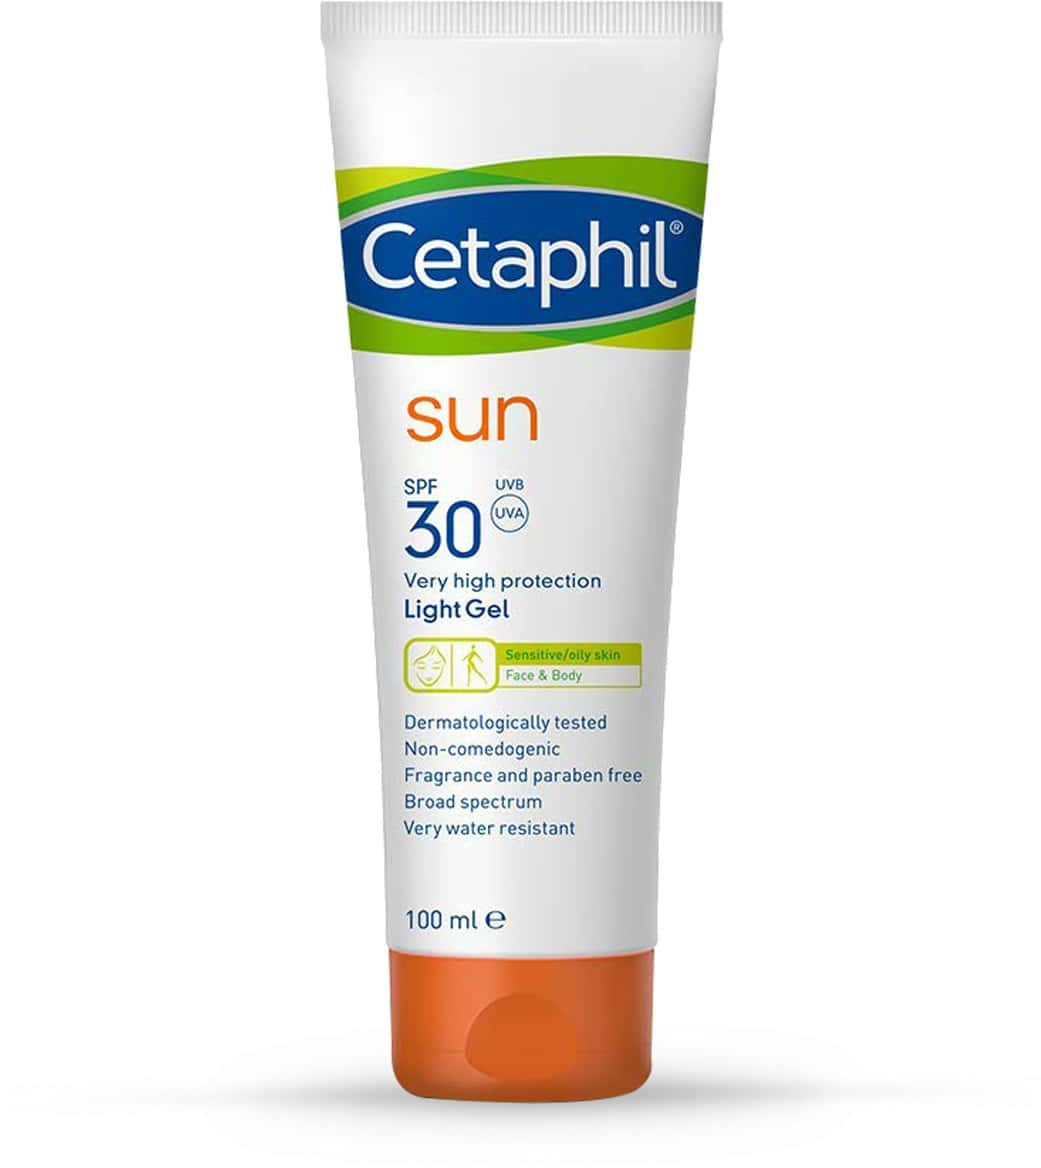 Cetaphil®
sun
SPF
30
UVB
UVA
Very high protection
Light Gel
Sensitive/oily skin
Face & Body
Dermatologically tested
Non-comedogenic
Fragrance and paraben free
Broad spectrum
Very water resistant
100 ml ℮